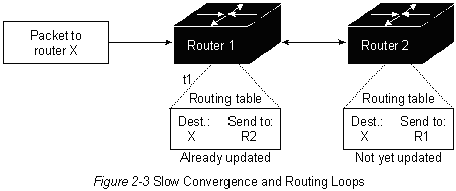 Packet to
router X
Router 1
Router 2
t1
Routing table
Dest.: Send to:
X R2
Already updated
Routing table
Dest.: Send to:
X R1
Not yet updated
Figure 2-3 Slow Convergence and Routing Loops